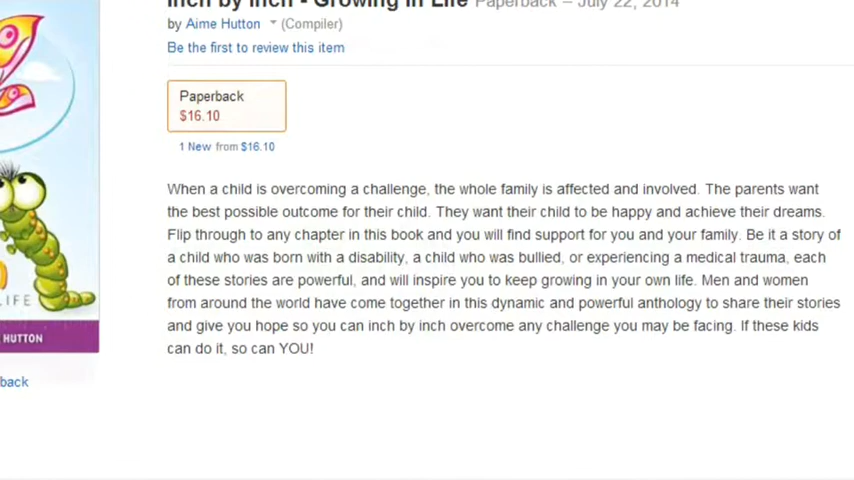 Inch by Inch - Growing in Life Paperback – July 22, 2014
by Aime Hutton (Compiler)
Be the first to review this item
Paperback
$16.10
1 New from $16.10
When a child is overcoming a challenge, the whole family is affected and involved. The parents want
the best possible outcome for their child. They want their child to be happy and achieve their dreams.
Flip through to any chapter in this book and you will find support for you and your family. Be it a story of
a child who was born with a disability, a child who was bullied, or experiencing a medical trauma, each
of these stories are powerful, and will inspire you to keep growing in your own life. Men and women
from around the world have come together in this dynamic and powerful anthology to share their stories
and give you hope so you can inch by inch overcome any challenge you may be facing. If these kids
can do it, so can YOU!
LIFE
HUTTON
back